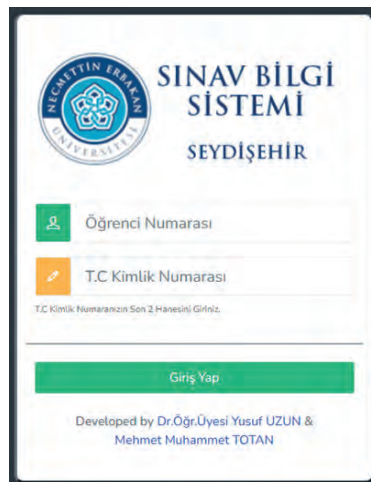 NECMETTİN ERBAKAN
ÜNİVERSİTESİ
SINAV BİLGİ
SİSTEMİ
SEYDİŞEHİR
Öğrenci Numarası
T.C Kimlik Numarası
T.C Kimlik Numaranızın Son 2 Hanesini Giriniz.
Giriş Yap
Developed by Dr.Öğr.Üyesi Yusuf UZUN &
Mehmet Muhammet TOTAN